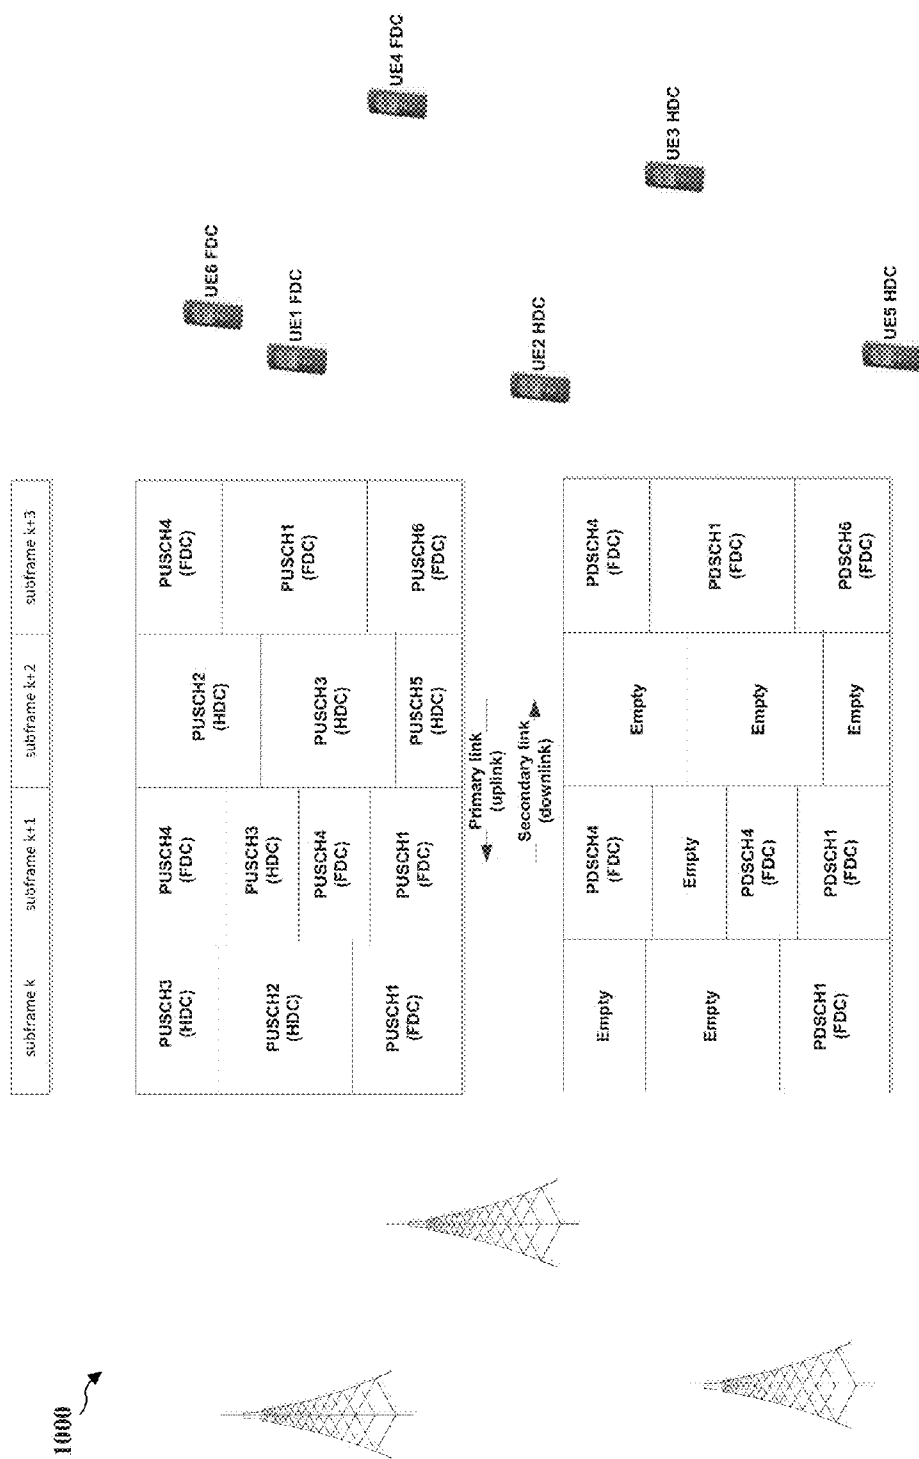 1000
subframe k
subframe k+1
subframe k+2
subframe k+3
PUSCH3
(HDC)
PUSCH2
(HDC)
PUSCH1
(FDC)
PUSCH4
(FDC)
PUSCH3
(HDC)
PUSCH4
(FDC)
PUSCH1
(FDC)
PUSCH2
(HDC)
PUSCH3
(HDC)
PUSCH5
(HDC)
PUSCH4
(FDC)
PUSCH1
(FDC)
PUSCH6
(FDC)
Primary link
(uplink)
Secondary link
(downlink)
Empty
Empty
PDSCH1
(FDC)
PDSCH4
(FDC)
Empty
PDSCH4
(FDC)
PDSCH1
(FDC)
Empty
Empty
Empty
PDSCH4
(FDC)
PDSCH1
(FDC)
PDSCH6
(FDC)
UE6 FDC
UE1 FDC
UE4 FDC
UE2 HDC
UE3 HDC
UE5 HDC